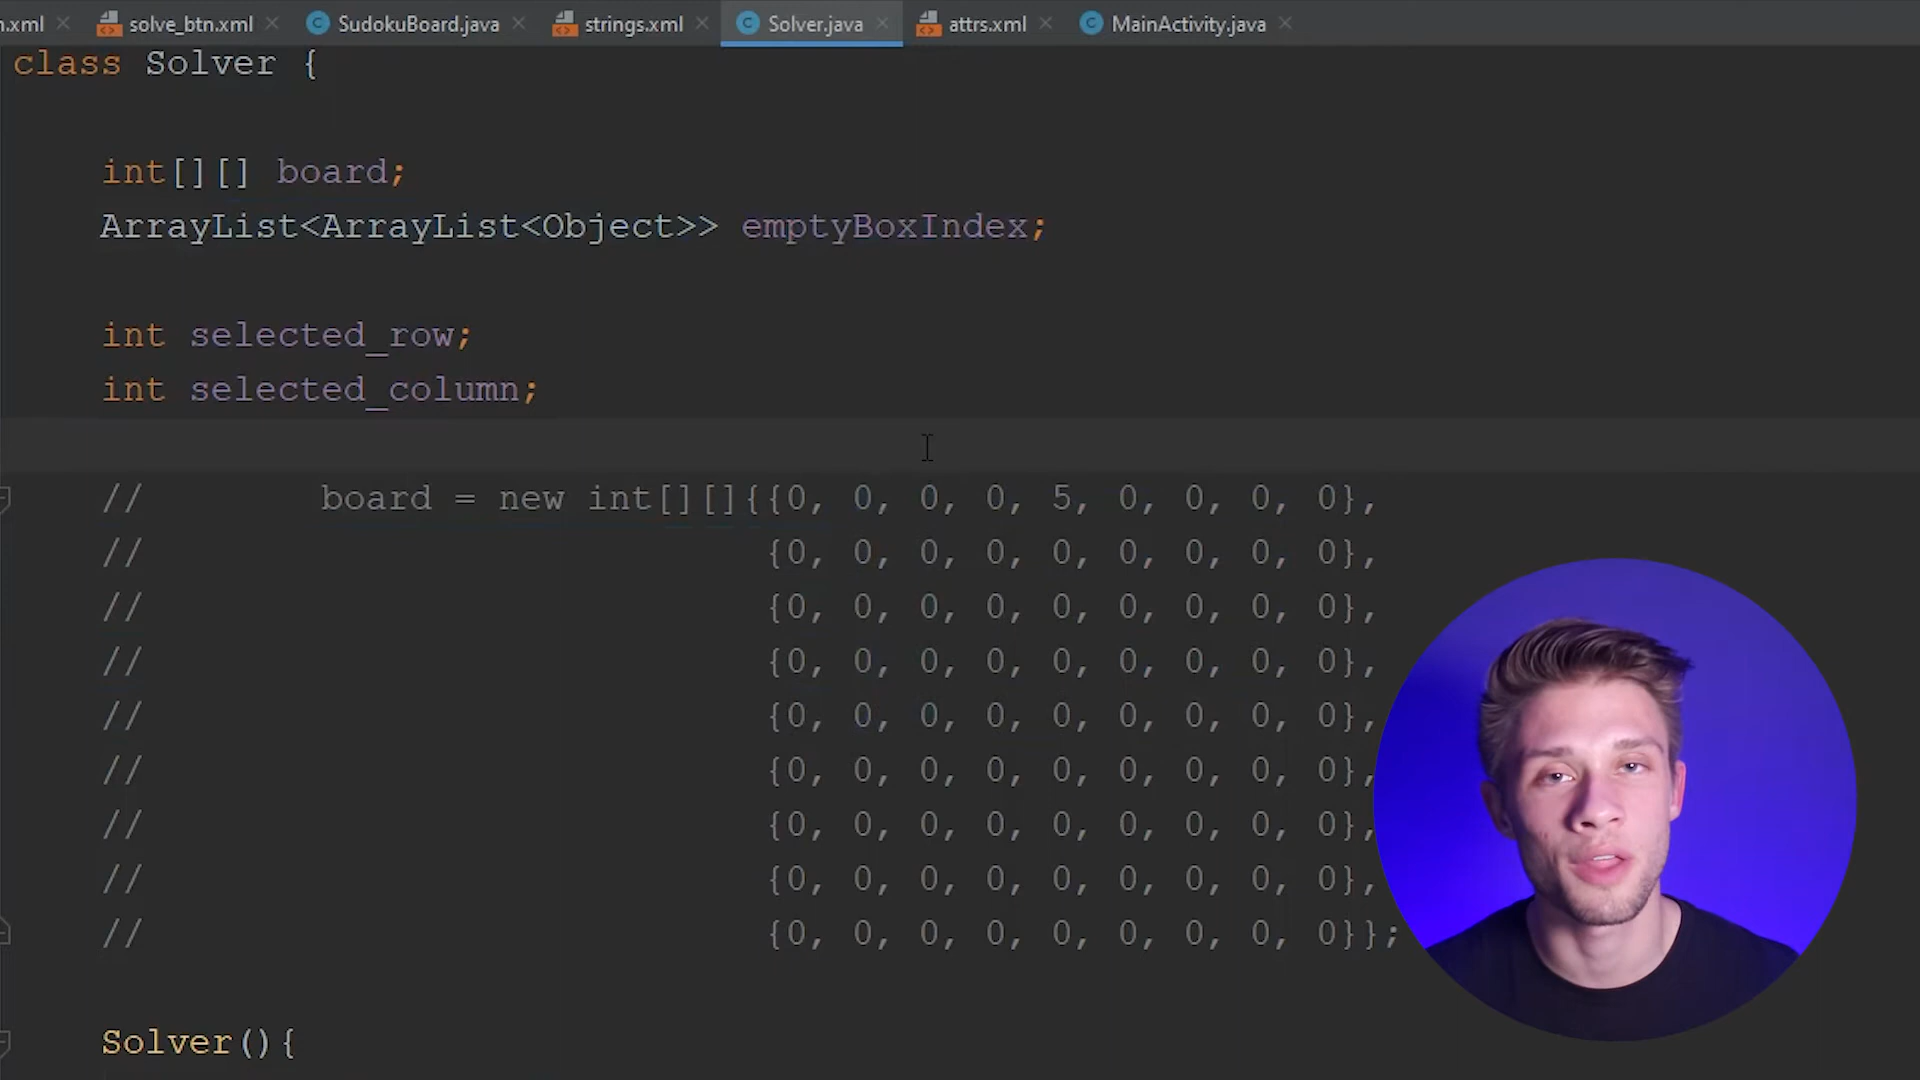 n.xml solve_btn.xml SudokuBoard.java strings.xml Solver.java attrs.xml MainActivity.java
class Solver {
int[][] board;
ArrayList<ArrayList<Object>> emptyBoxIndex;
int selected_row;
int selected_column;
// board = new int[][]{{0, 0, 0, 0, 5, 0, 0, 0, 0},
// {0, 0, 0, 0, 0, 0, 0, 0, 0},
// {0, 0, 0, 0, 0, 0, 0, 0, 0},
// {0, 0, 0, 0, 0, 0, 0, 0, 0},
// {0, 0, 0, 0, 0, 0, 0, 0, 0},
// {0, 0, 0, 0, 0, 0, 0, 0, 0},
// {0, 0, 0, 0, 0, 0, 0, 0, 0},
// {0, 0, 0, 0, 0, 0, 0, 0, 0},
// {0, 0, 0, 0, 0, 0, 0, 0, 0}};
Solver(){